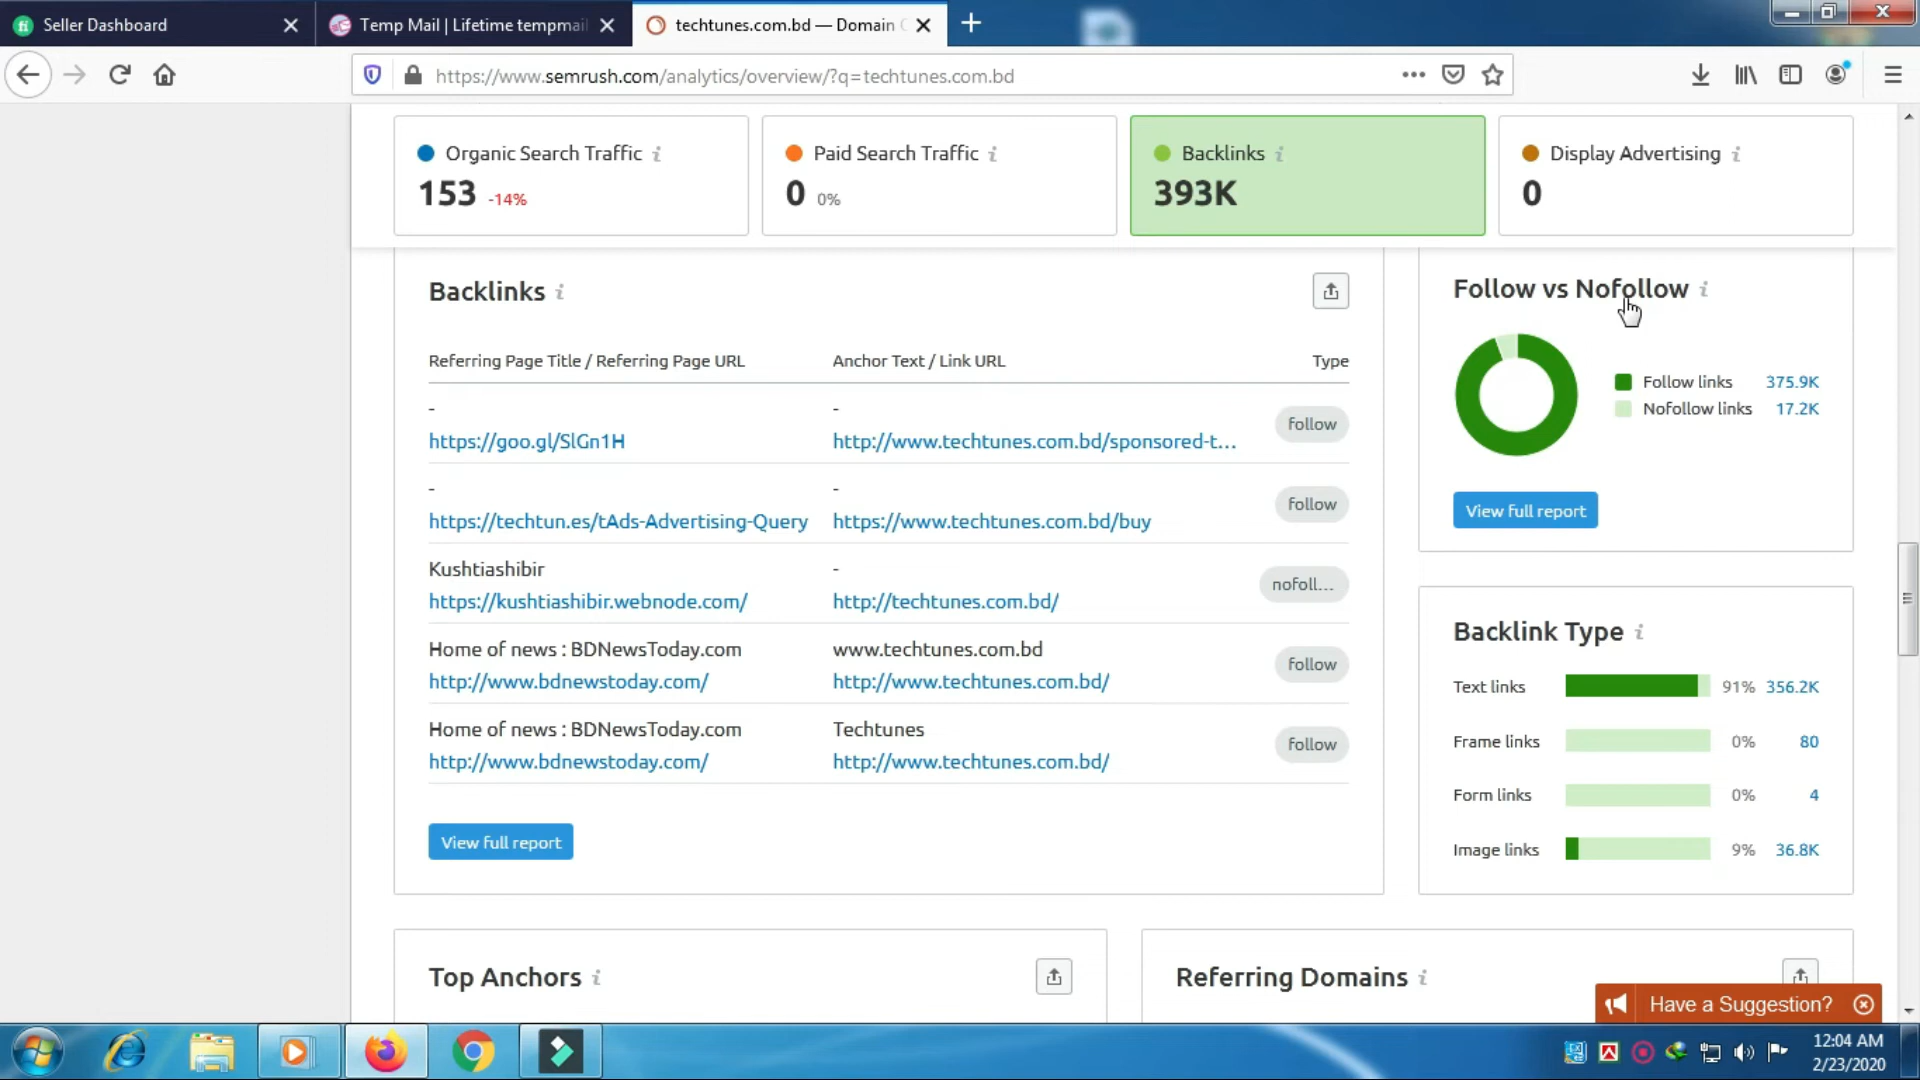 Seller Dashboard
Temp Mail | Lifetime tempmail
techtunes.com.bd — Domain
https://www.semrush.com/analytics/overview/?q=techtunes.com.bd
Organic Search Traffic
153 -14%
Paid Search Traffic
0 0%
Backlinks
393K
Display Advertising
0
Backlinks
Referring Page Title / Referring Page URL
Anchor Text / Link URL
Type
-
https://goo.gl/SlGn1H
-
http://www.techtunes.com.bd/sponsored-t...
follow
-
https://techtun.es/tAds-Advertising-Query
-
https://www.techtunes.com.bd/buy
follow
Kushtiashibir
https://kushtiashibir.webnode.com/
-
http://techtunes.com.bd/
nofoll...
Home of news : BDNewsToday.com
http://www.bdnewstoday.com/
www.techtunes.com.bd
http://www.techtunes.com.bd/
follow
Home of news : BDNewsToday.com
http://www.bdnewstoday.com/
Techtunes
http://www.techtunes.com.bd/
follow
View full report
Follow vs Nofollow
Follow links 375.9K
Nofollow links 17.2K
View full report
Backlink Type
Text links 91% 356.2K
Frame links 0% 80
Form links 0% 4
Image links 9% 36.8K
Top Anchors
Referring Domains
Have a Suggestion?
12:04 AM
2/23/2020